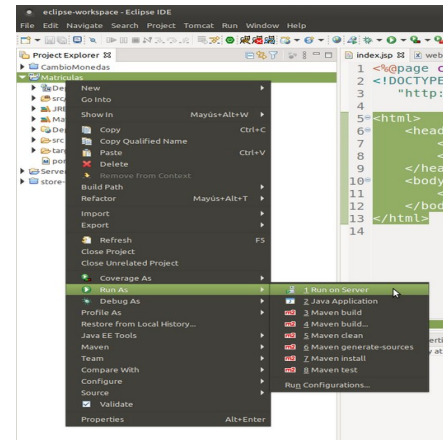 eclipse-workspace - Eclipse IDE
File Edit Navigate Search Project Tomcat Run Window Help
Project Explorer
index.jsp
CambioMonedas
Matriculas
Server
store-
New
Go Into
Show In Mayús+Alt+W
Copy Ctrl+C
Copy Qualified Name
Paste Ctrl+V
Delete
Remove from Context
Build Path
Refactor Mayús+Alt+T
Import
Export
Refresh F5
Close Project
Close Unrelated Project
Coverage As
Run As
Debug As
Profile As
Restore from Local History...
Java EE Tools
Maven
Team
Compare With
Configure
Source
Validate
Properties Alt+Enter
1 Run on Server
2 Java Application
3 Maven build
4 Maven build...
5 Maven clean
6 Maven generate-sources
7 Maven install
8 Maven test
Run Configurations...
1 <%@page c
2 <!DOCTYPE
3 "http:
4
5 <html>
6 <head
7 <
8 <
9 </hea
10 <body
11 <
12 </bod
13 </html>
14